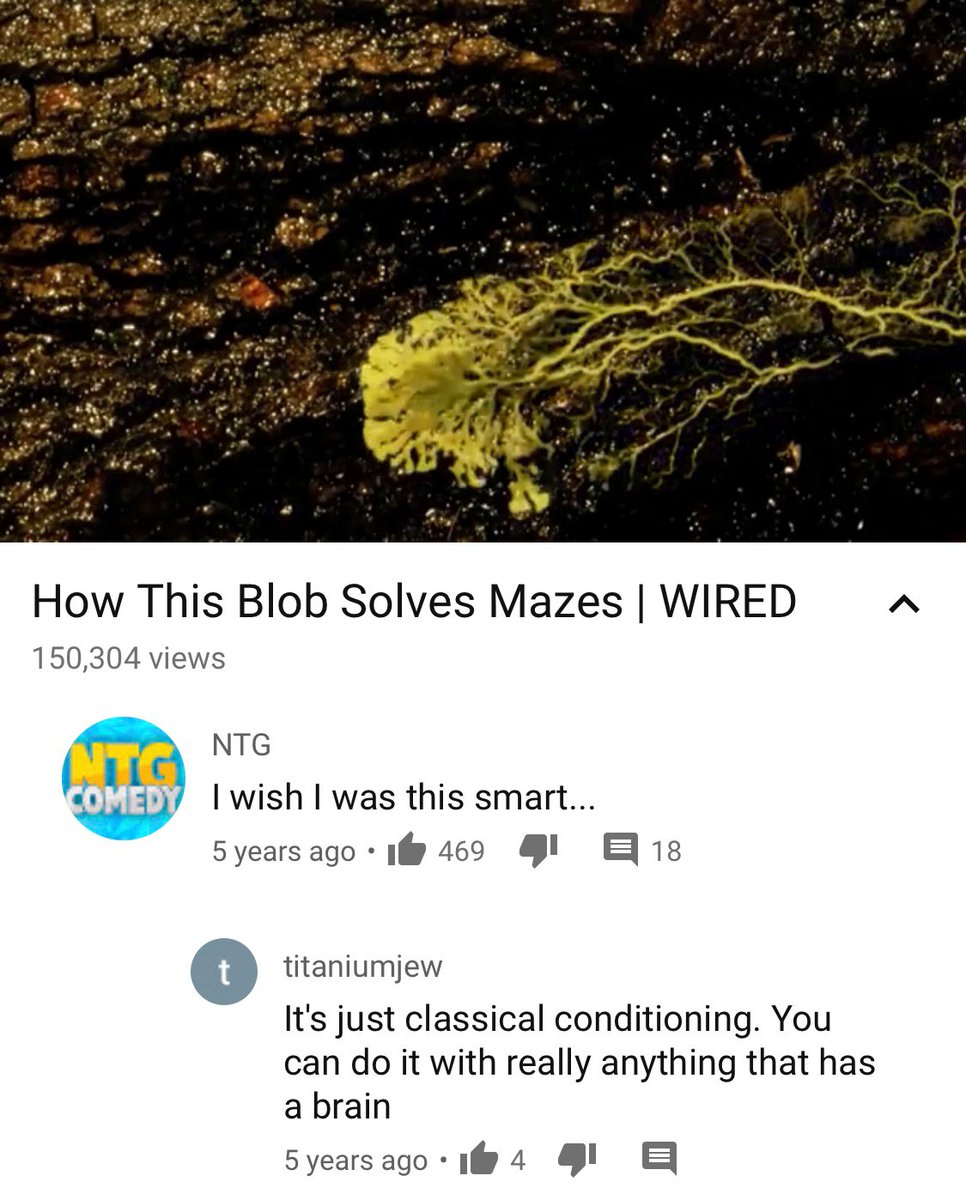 How This Blob Solves Mazes | WIRED
150,304 views
NTG
COMEDY
NTG
I wish I was this smart...
5 years ago • 469 18
t
titaniumjew
It's just classical conditioning. You
can do it with really anything that has
a brain
5 years ago • 4